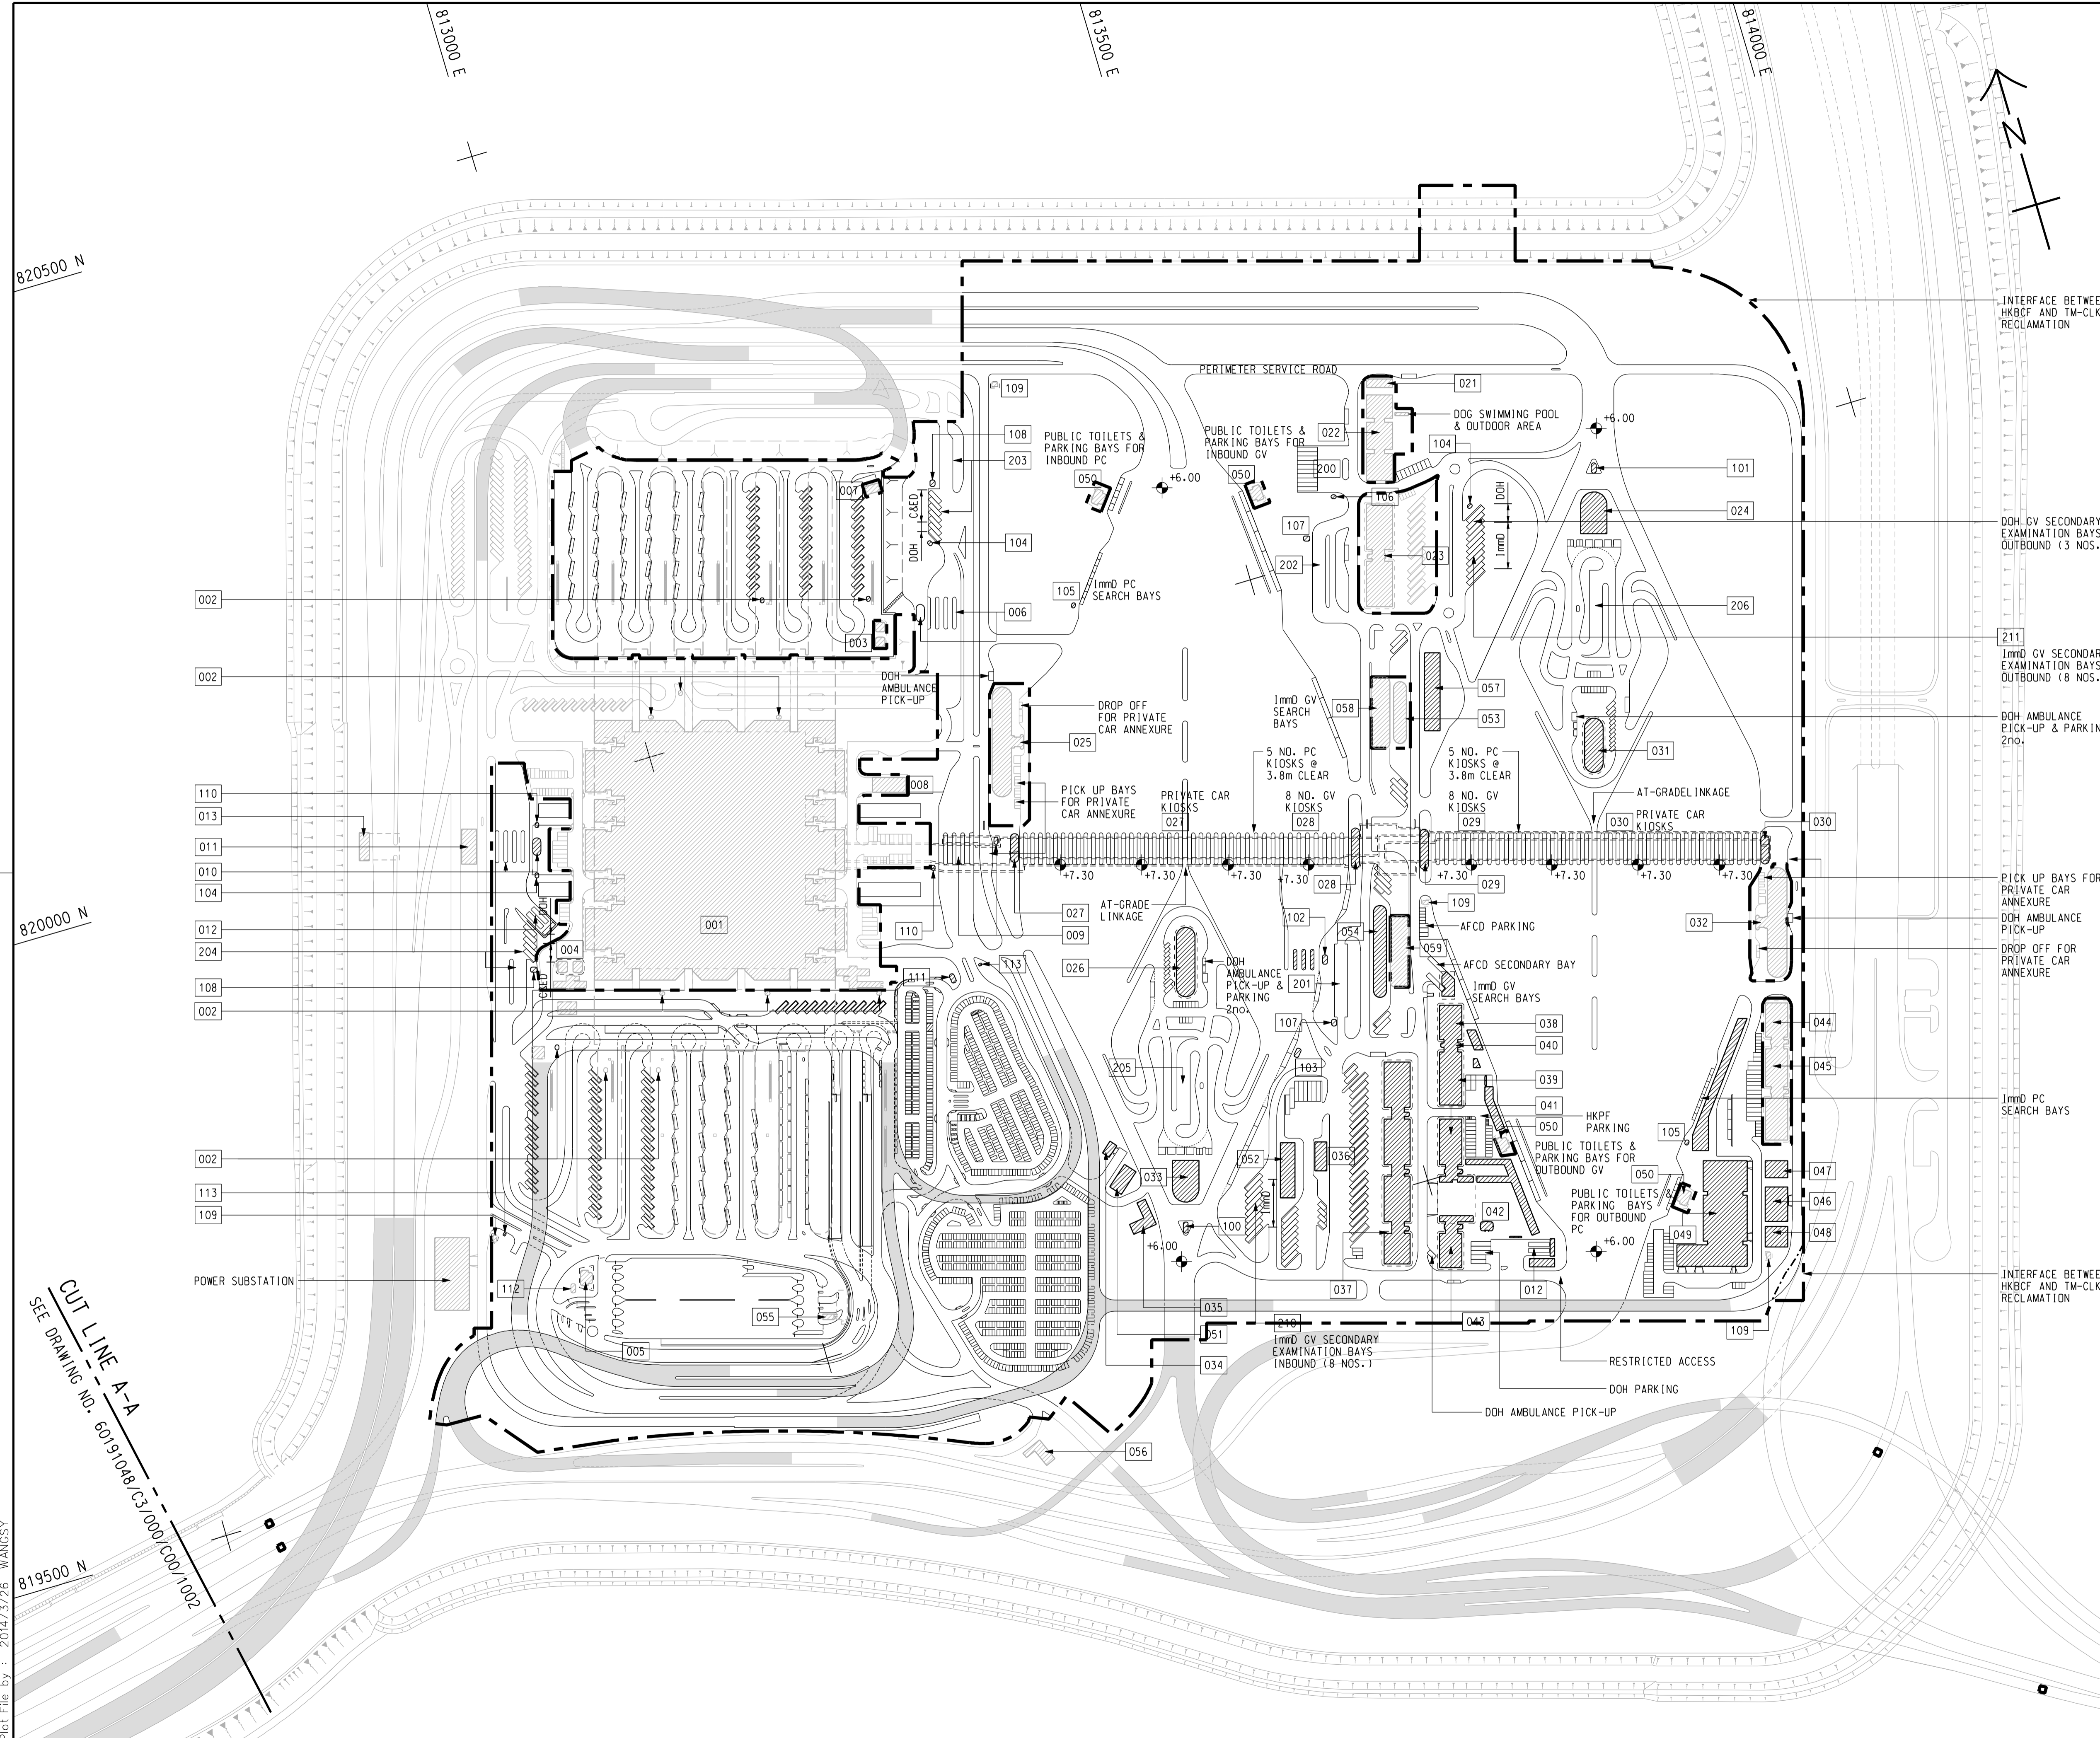 813000 E
813500 E
814000 E
N
820500 N
INTERFACE BETWEE
HKBCF AND TM-CLK
RECLAMATION
PERIMETER SERVICE ROAD
021
109
DOG SWIMMING POOL
& OUTDOOR AREA
+6.00
108
PUBLIC TOILETS &
PARKING BAYS FOR
INBOUND PC
PUBLIC TOILETS &
PARKING BAYS FOR
INBOUND GV
022
104
203
200
101
050
050
+6.00
007
C&ED
106
DOH
024
DOH GV SECONDARY
EXAMINATION BAYS
OUTBOUND (3 NOS.
107
104
DOH
ImmD
023
202
105
ImmD PC
SEARCH BAYS
002
006
206
003
211
ImmD GV SECONDAR
EXAMINATION BAYS
OUTBOUND (8 NOS.
002
DOH
AMBULANCE
PICK-UP
057
DROP OFF
FOR PRIVATE
CAR ANNEXURE
ImmD GV
SEARCH
BAYS
058
053
DOH AMBULANCE
PICK-UP & PARKIN
2no.
025
031
5 NO. PC
KIOSKS @
3.8m CLEAR
5 NO. PC
KIOSKS @
3.8m CLEAR
008
PICK UP BAYS
FOR PRIVATE
CAR ANNEXURE
110
AT-GRADELINKAGE
PRIVATE CAR
KIOSKS
8 NO. GV
KIOSKS
8 NO. GV
KIOSKS
PRIVATE CAR
KIOSKS
013
027
028
029
030
030
011
010
+7.30
+7.30
+7.30
+7.30
+7.30
+7.30
+7.30
+7.30
028
029
104
PICK UP BAYS FOR
PRIVATE CAR
ANNEXURE
AT-GRADE
LINKAGE
027
109
820000 N
DOH
001
110
102
AFCD PARKING
DOH AMBULANCE
PICK-UP
012
009
032
054
059
204
004
DROP OFF FOR
PRIVATE CAR
ANNEXURE
026
DOH
AMBULANCE
PICK-UP &
PARKING
2no.
AFCD SECONDARY BAY
113
111
108
C&ED
201
ImmD GV
SEARCH BAYS
002
107
038
044
040
103
205
045
039
041
ImmD PC
SEARCH BAYS
HKPF
PARKING
050
105
PUBLIC TOILETS &
PARKING BAYS FOR
OUTBOUND GV
002
052
036
033
050
047
113
ImmD
PUBLIC TOILETS &
PARKING BAYS
FOR OUTBOUND
PC
046
109
042
100
049
048
+6.00
+6.00
POWER SUBSTATION
INTERFACE BETWEE
HKBCF AND TM-CLK
RECLAMATION
112
037
012
035
055
210
043
109
051
005
ImmD GV SECONDARY
EXAMINATION BAYS
INBOUND (8 NOS.)
034
RESTRICTED ACCESS
DOH PARKING
DOH AMBULANCE PICK-UP
056
CUT LINE A-A
SEE DRAWING NO. 60191048/C3/000/C00/1002
819500 N
Plot File by : 2014/3/26 WANGSY